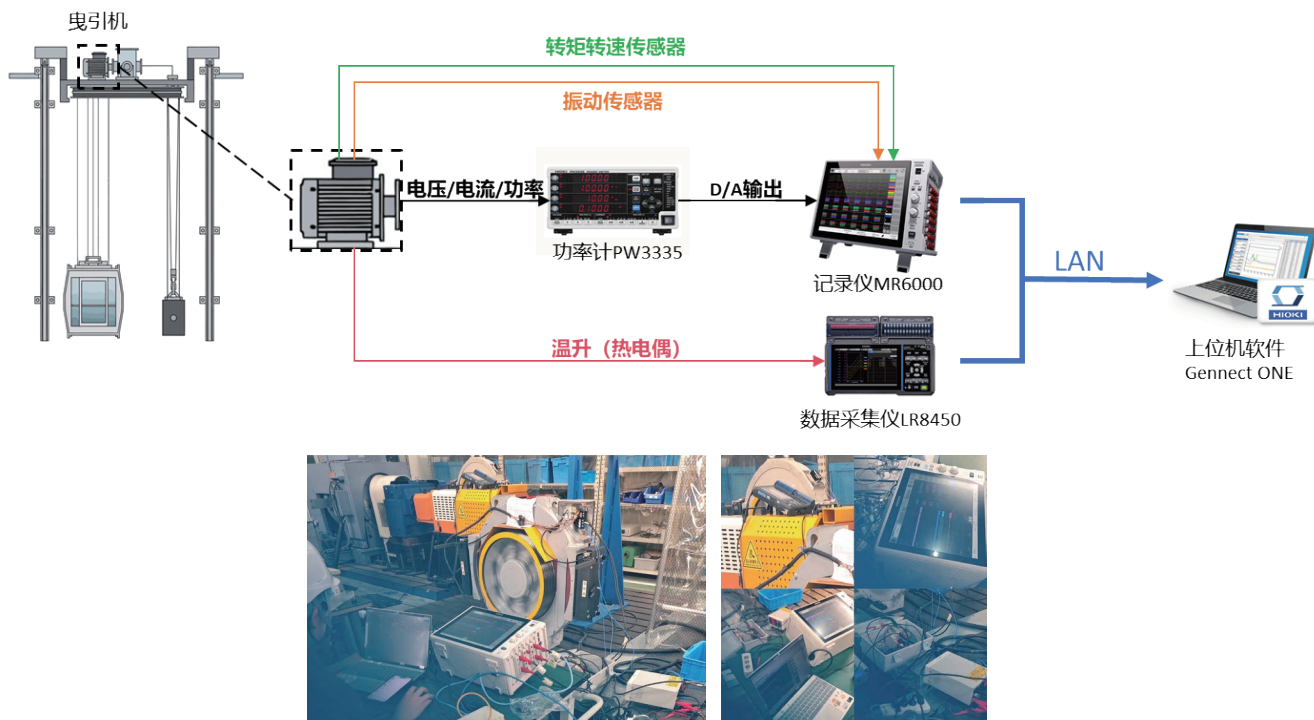 曳引机
转矩转速传感器
振动传感器
电压/电流/功率
D/A输出
功率计PW3335
记录仪MR6000
LAN
HIOKI
温升（热电偶）
上位机软件
Gennect ONE
数据采集仪LR8450